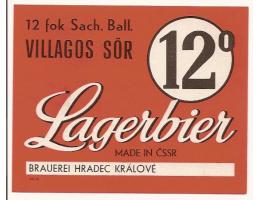 12 fok Sach. Ball.
VILLAGOS SÖR
12°
Lagerbier
MADE IN ČSSR
BRAUEREI HRADEC KRÁLOVÉ